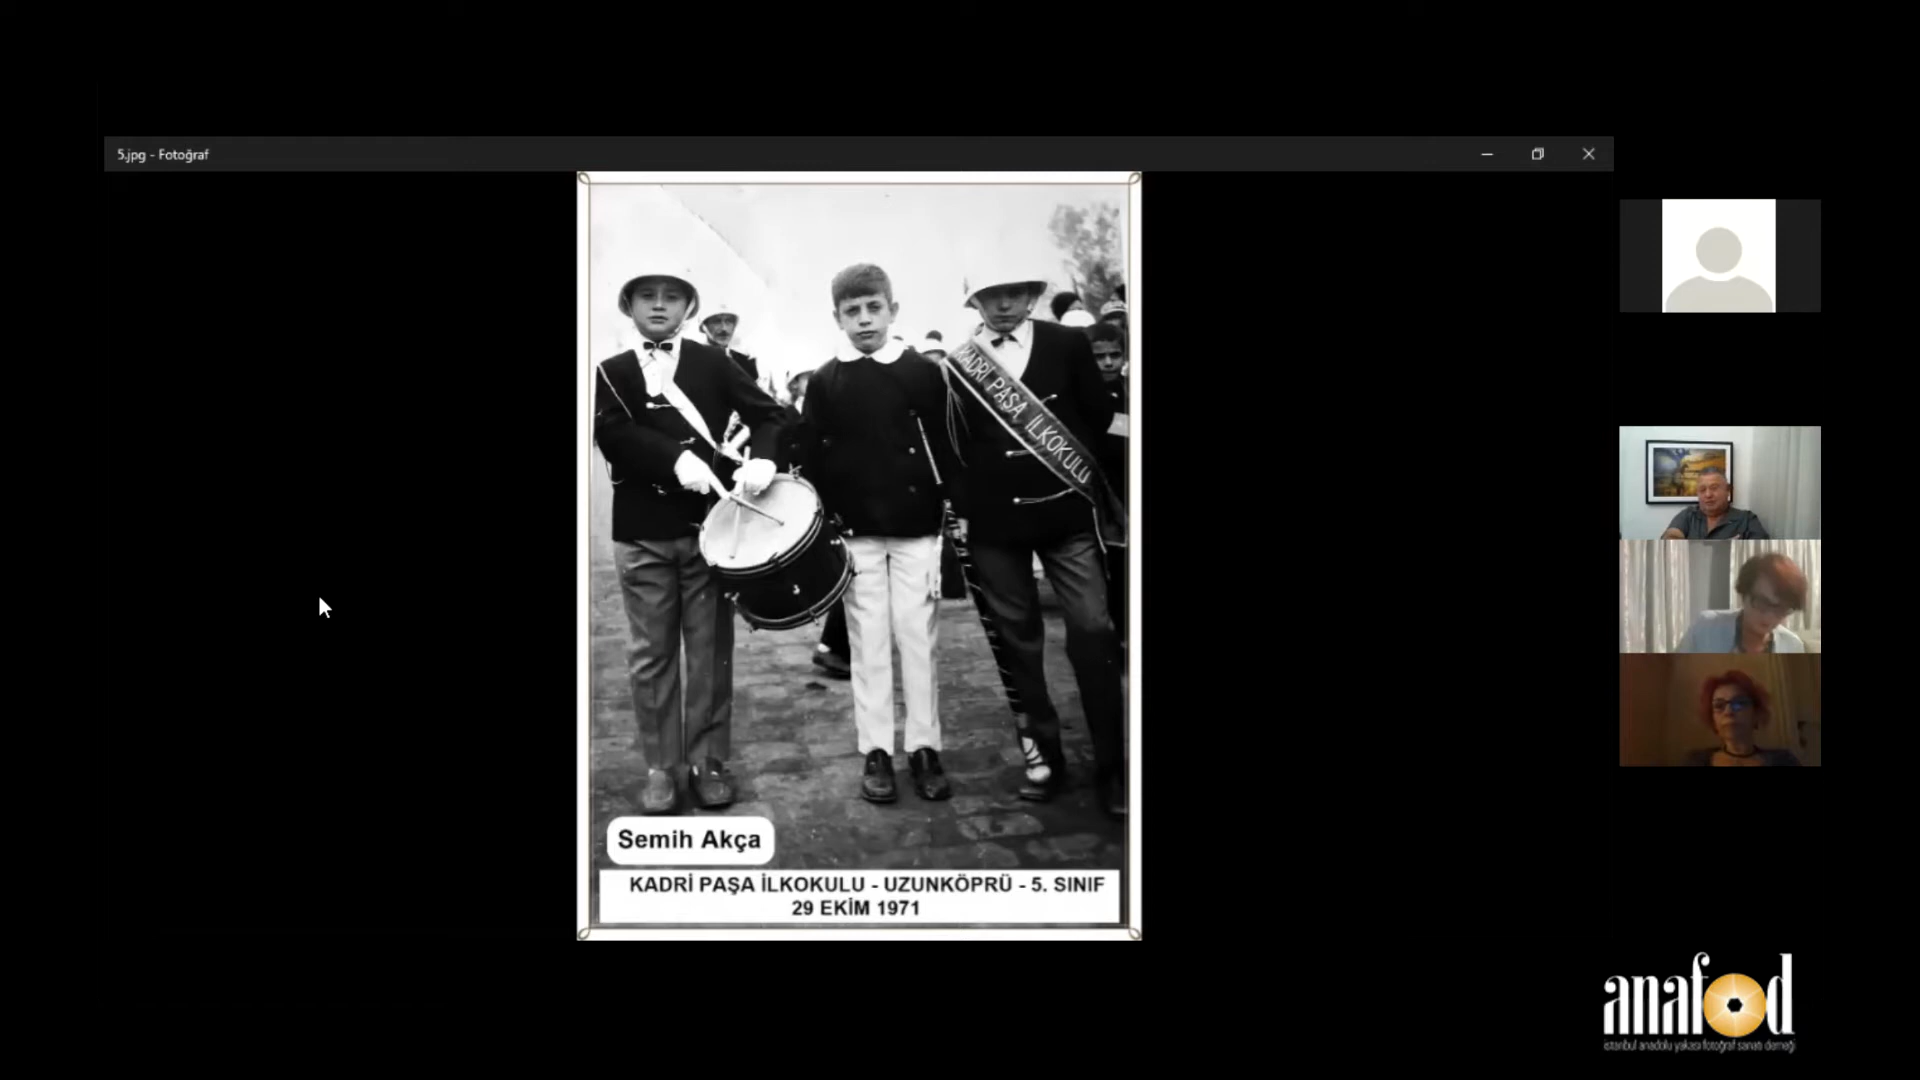 5.jpg - Fotoğraf
KADRİ PAŞA İLKOKULU
Semih Akça
KADRİ PAŞA İLKOKULU - UZUNKÖPRÜ - 5. SINIF
29 EKİM 1971
anafod
istanbul anadolu yakası fotoğraf sanatı derneği